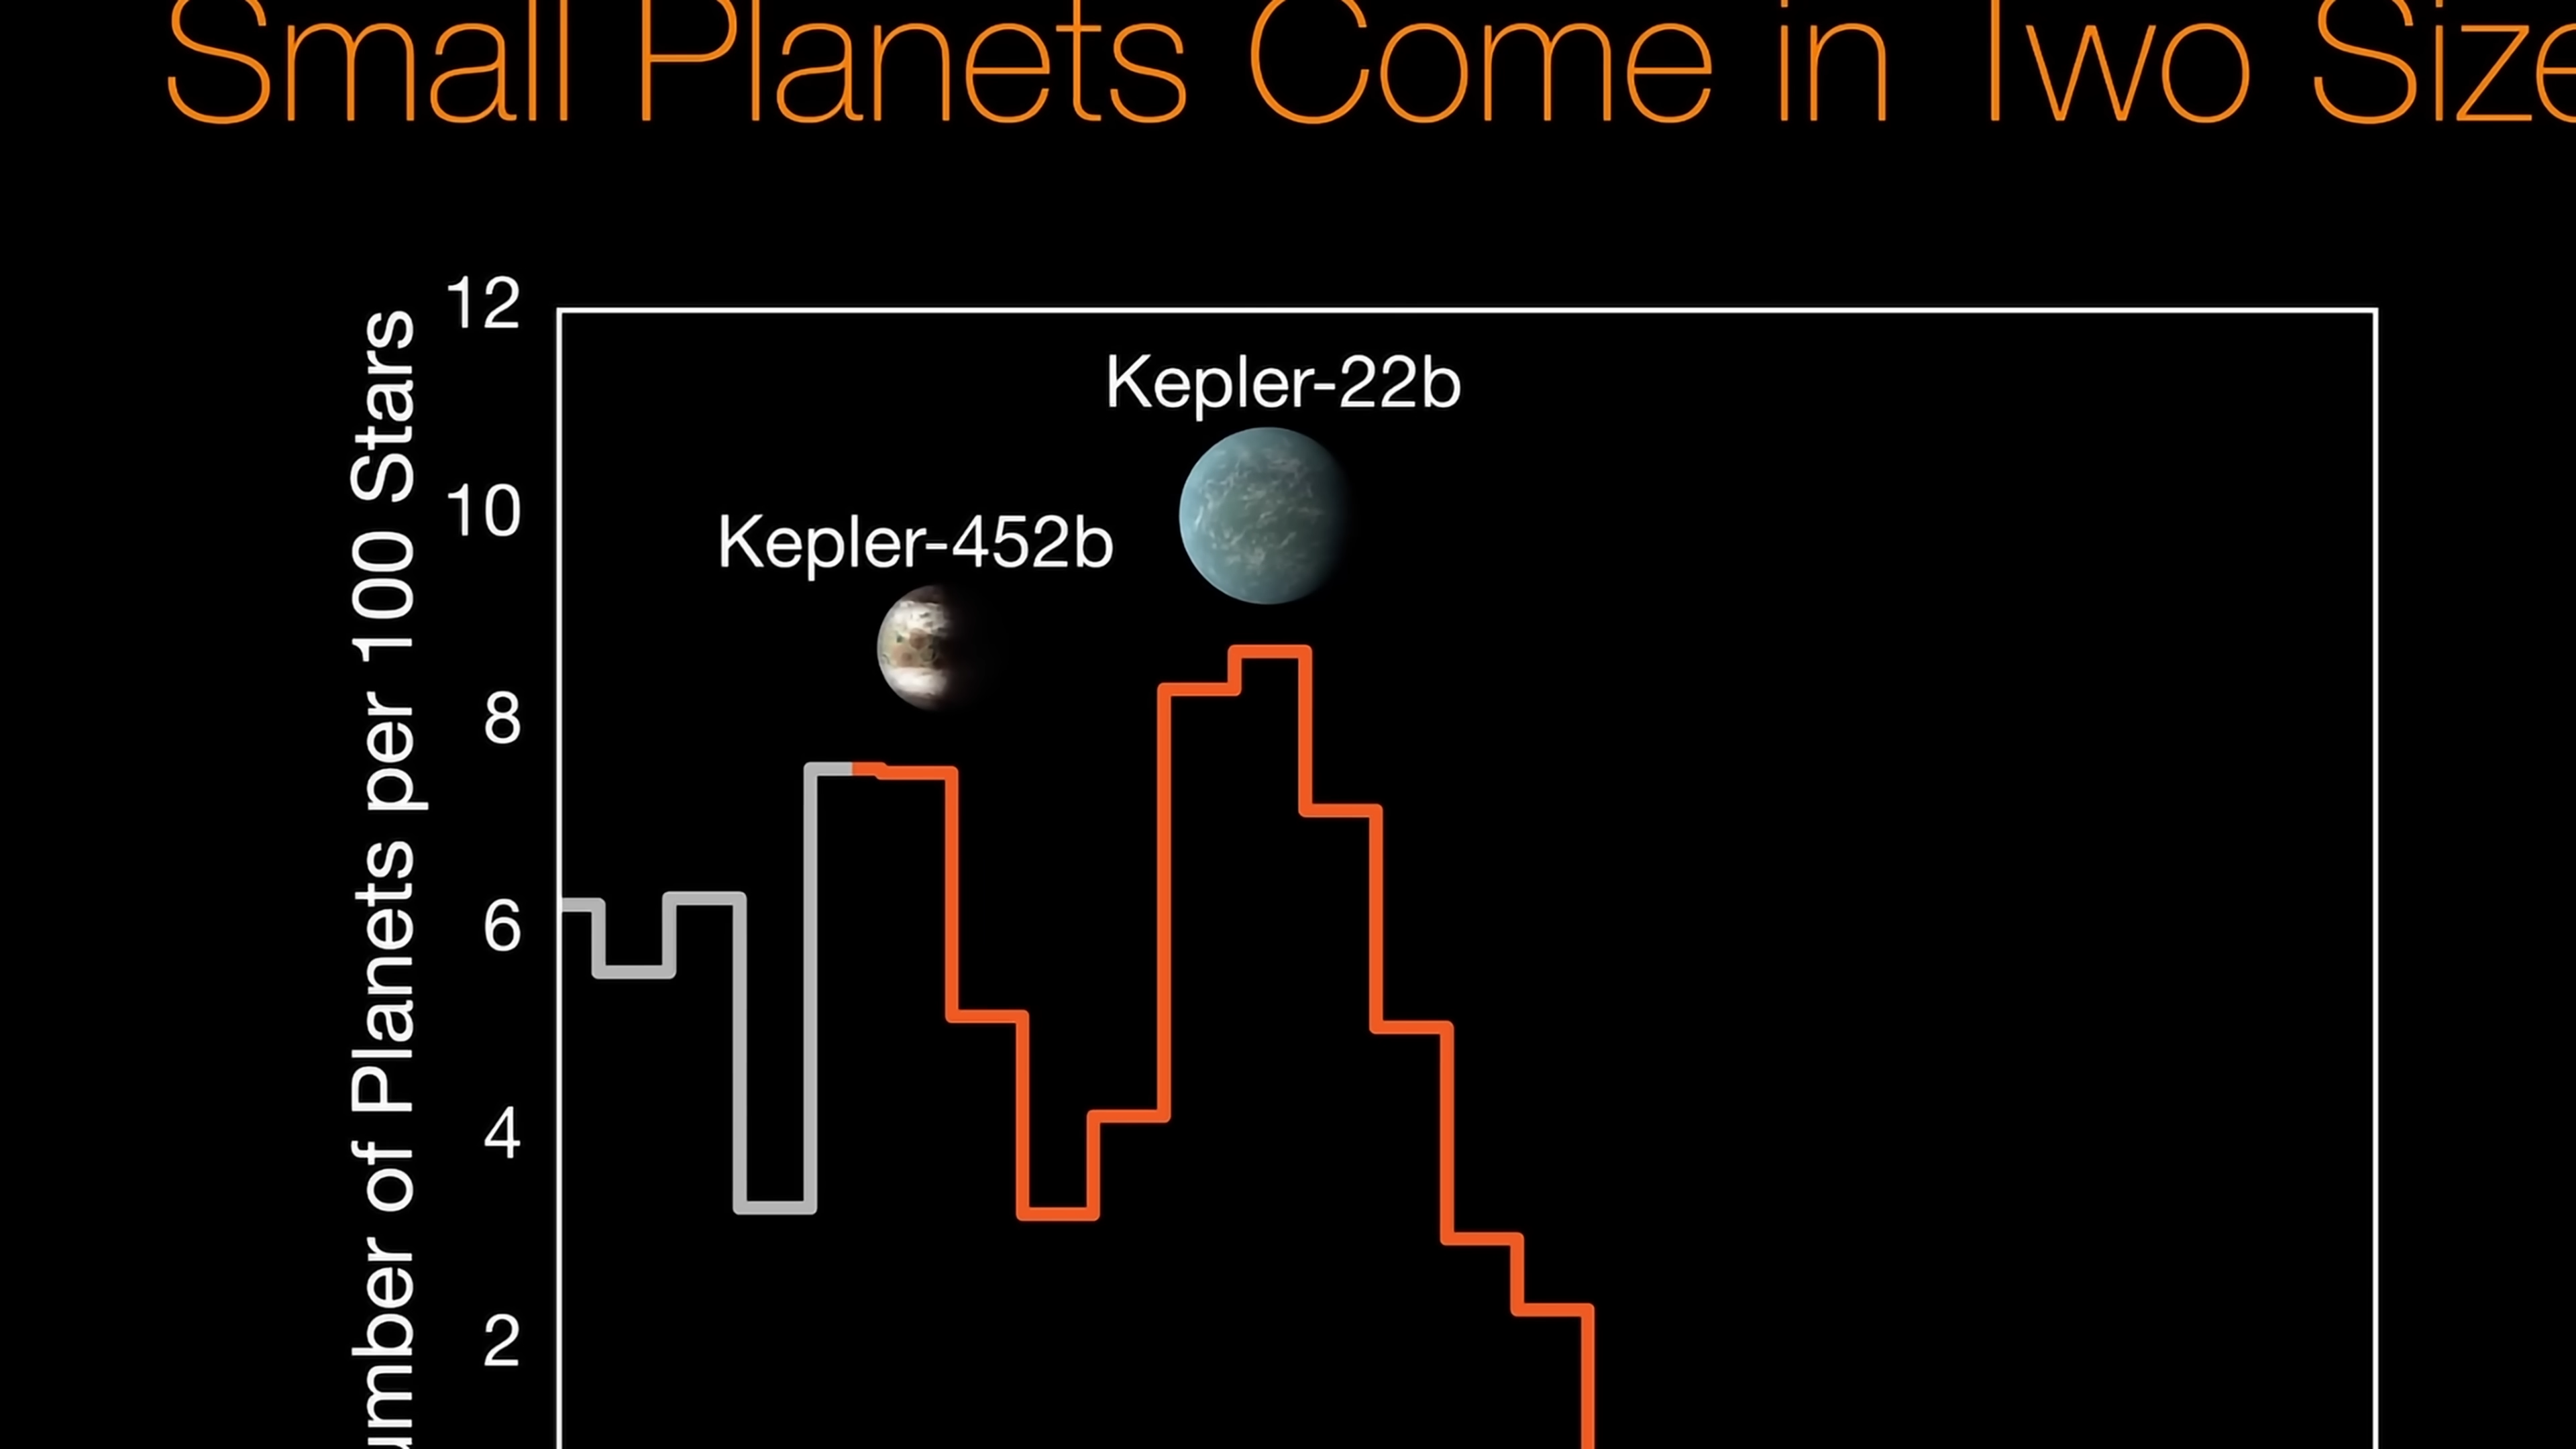 Small Planets Come in Two Size
12
Kepler-22b
10
Kepler-452b
8
6
4
2
umber of Planets per 100 Stars